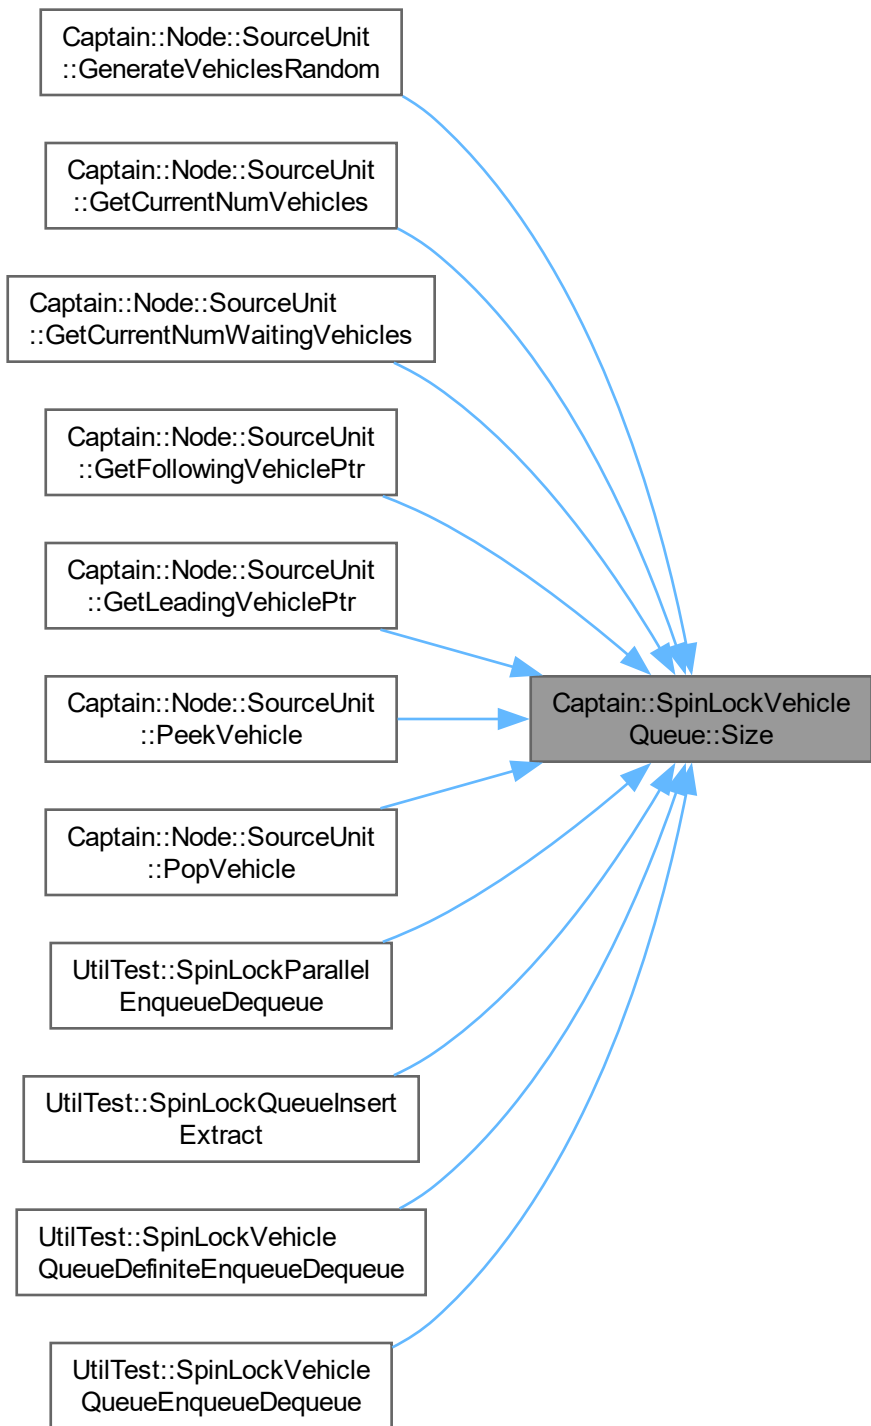 Captain::Node::SourceUnit
::GenerateVehiclesRandom
Captain::Node::SourceUnit
::GetCurrentNumVehicles
Captain::Node::SourceUnit
::GetCurrentNumWaitingVehicles
Captain::Node::SourceUnit
::GetFollowingVehiclePtr
Captain::Node::SourceUnit
::GetLeadingVehiclePtr
Captain::Node::SourceUnit
::PeekVehicle
Captain::Node::SourceUnit
::PopVehicle
UtilTest::SpinLockParallel
EnqueueDequeue
UtilTest::SpinLockQueueInsert
Extract
UtilTest::SpinLockVehicle
QueueDefiniteEnqueueDequeue
UtilTest::SpinLockVehicle
QueueEnqueueDequeue
Captain::SpinLockVehicle
Queue::Size